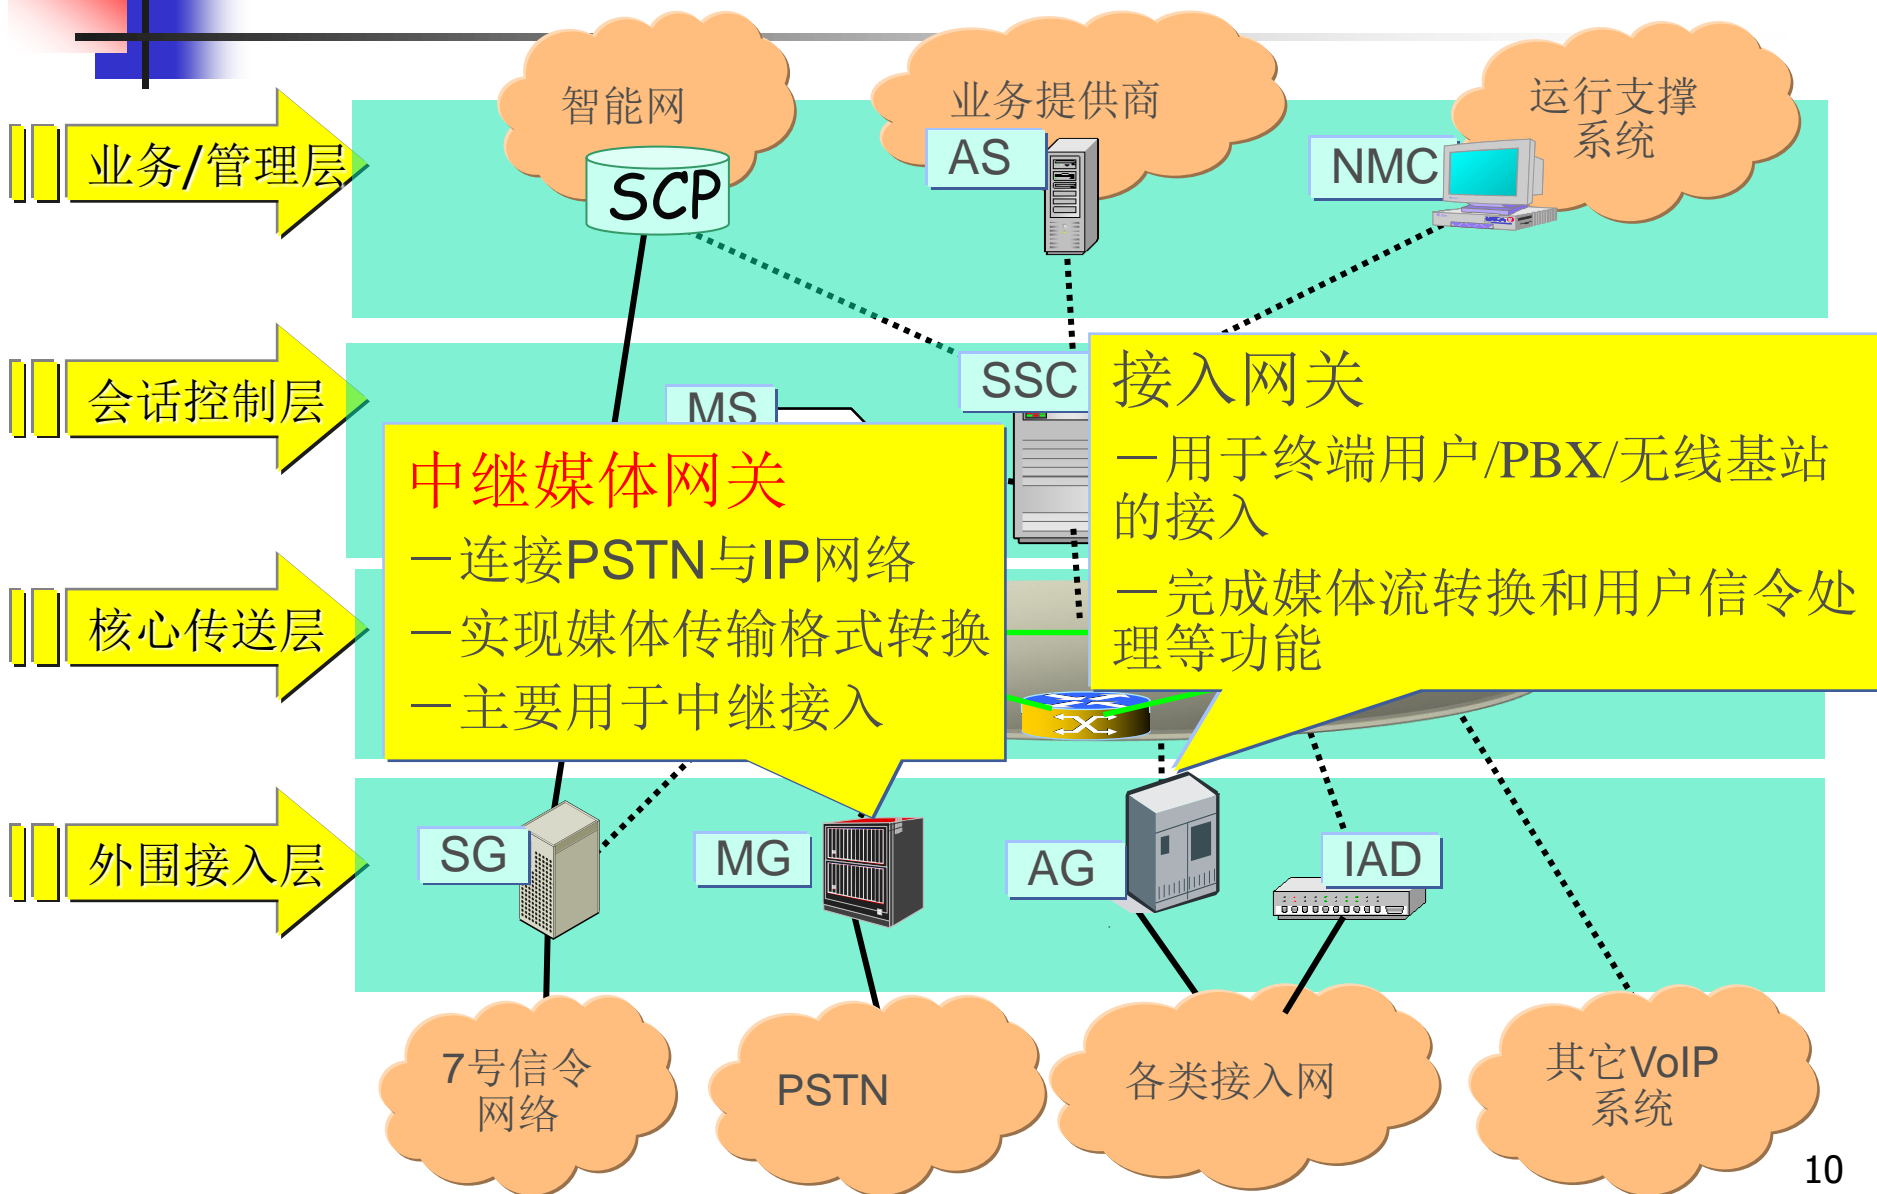 智能网
业务提供商
运行支撑
系统
业务/管理层
SCP
AS
NMC
会话控制层
MS
SSC
接入网关
－用于终端用户/PBX/无线基站
的接入
－完成媒体流转换和用户信令处
理等功能
中继媒体网关
－连接PSTN与IP网络
－实现媒体传输格式转换
－主要用于中继接入
核心传送层
外围接入层
SG
MG
AG
IAD
7号信令
网络
PSTN
各类接入网
其它VoIP
系统
10